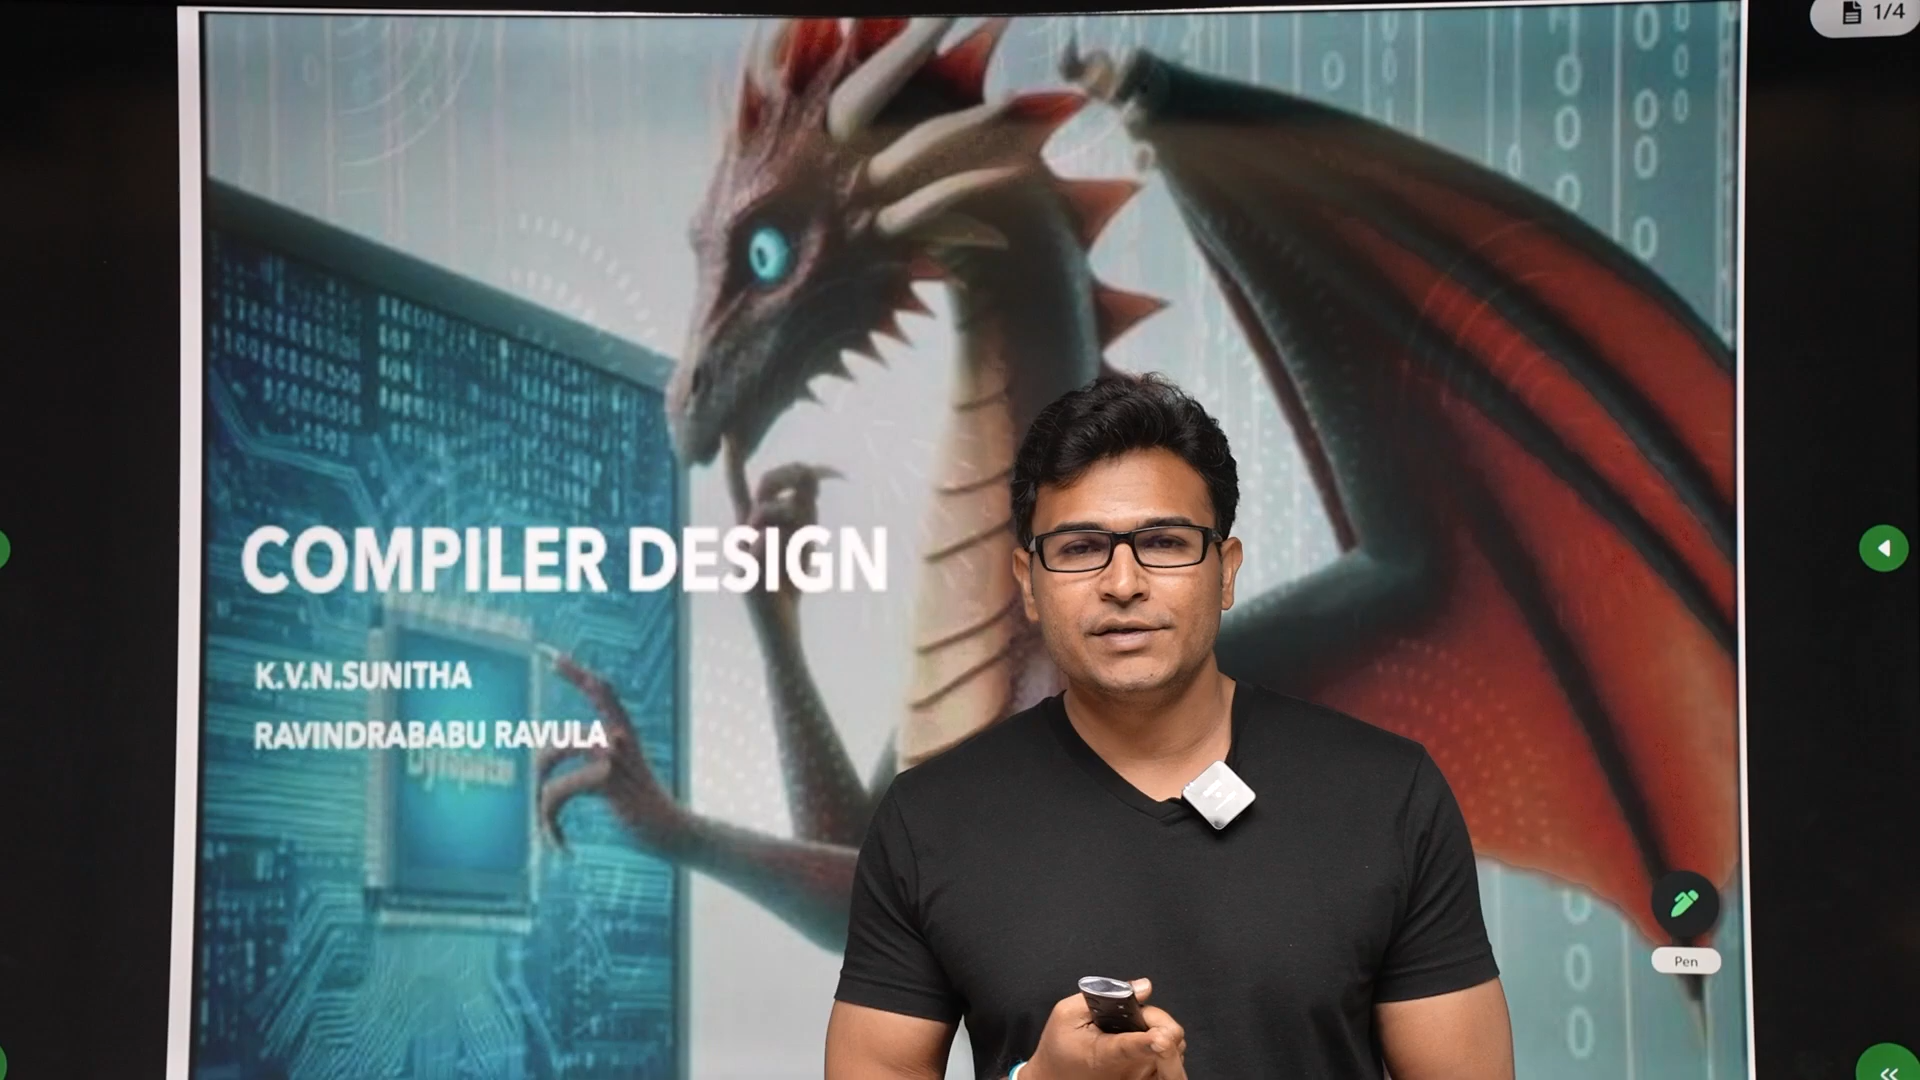 1/4
COMPILER DESIGN
K.V.N.SUNITHA
RAVINDRABABU RAVULA
Pen